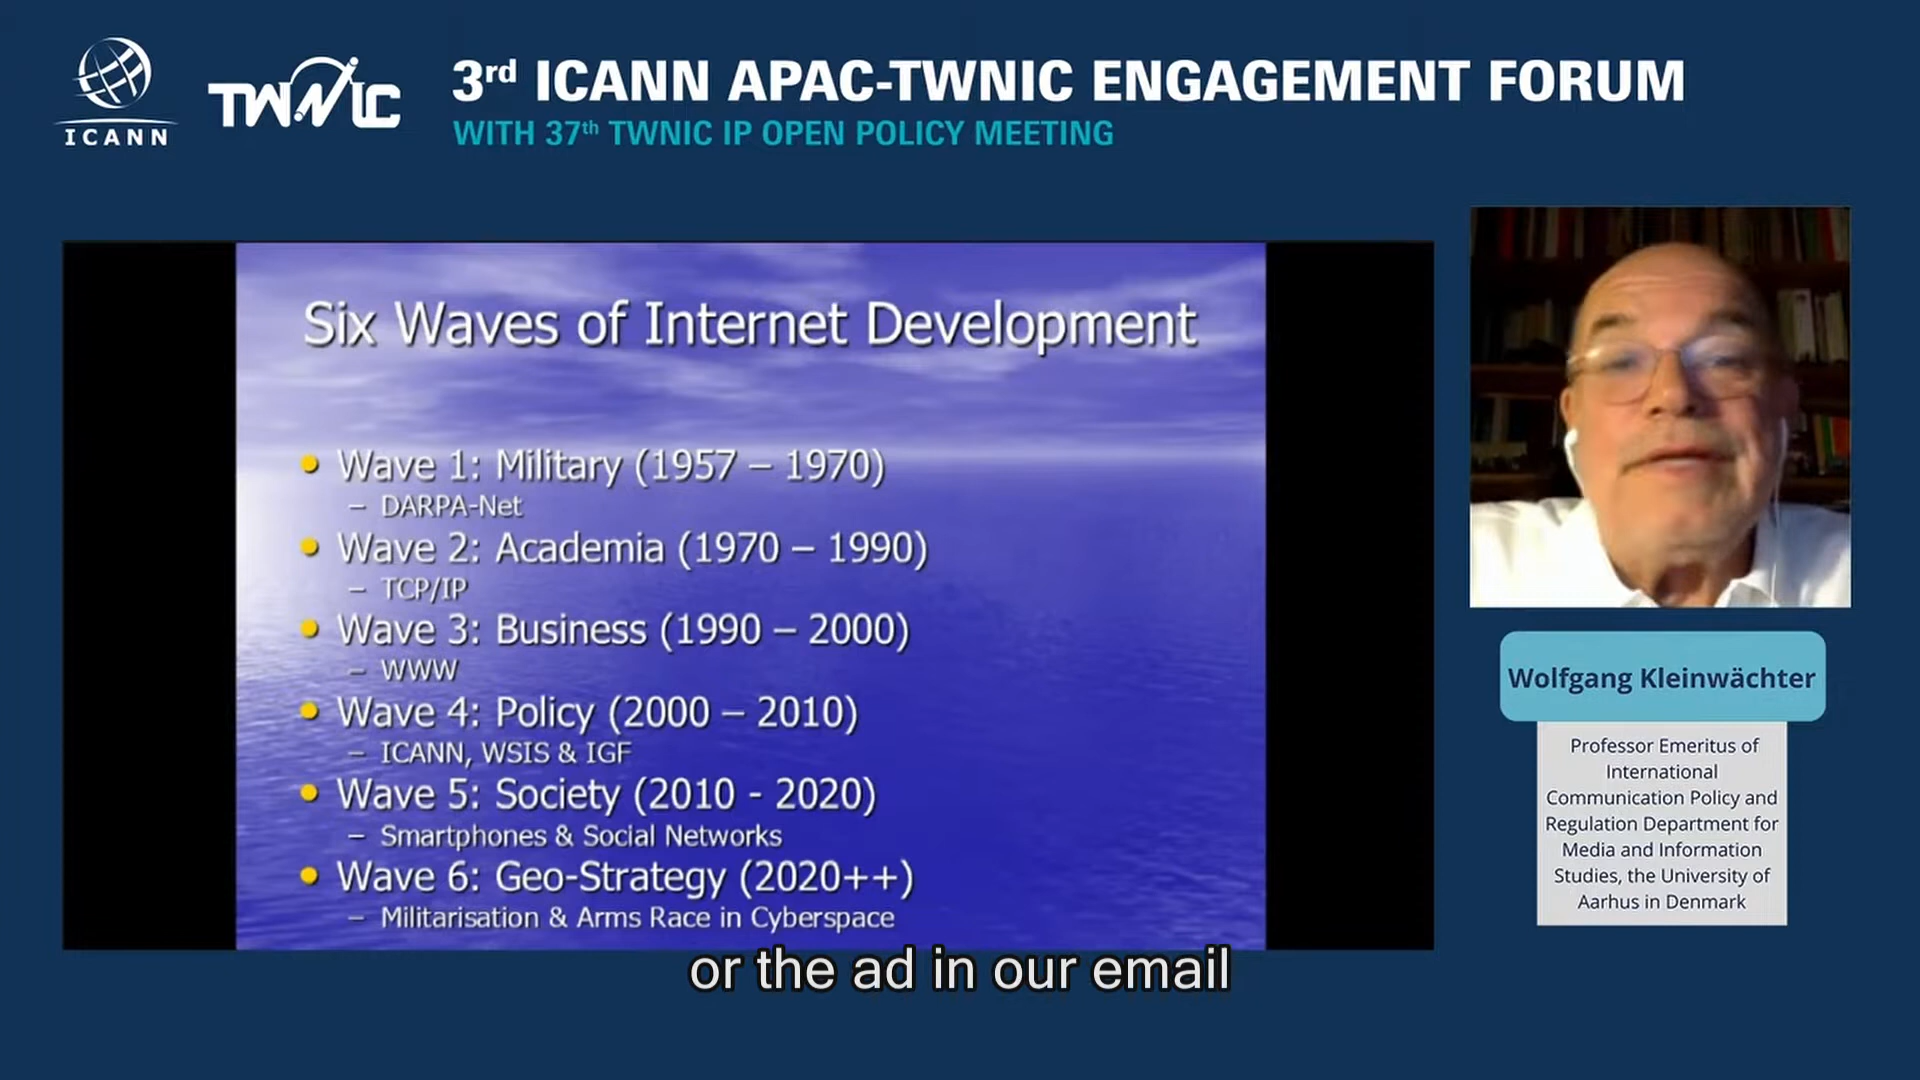 ICANN
TWNIC
3rd ICANN APAC-TWNIC ENGAGEMENT FORUM
WITH 37th TWNIC IP OPEN POLICY MEETING
Six Waves of Internet Development
• Wave 1: Military (1957 – 1970)
– DARPA-Net
• Wave 2: Academia (1970 – 1990)
– TCP/IP
• Wave 3: Business (1990 – 2000)
– WWW
• Wave 4: Policy (2000 – 2010)
– ICANN, WSIS & IGF
• Wave 5: Society (2010 - 2020)
– Smartphones & Social Networks
• Wave 6: Geo-Strategy (2020++)
– Militarisation & Arms Race in Cyberspace
Wolfgang Kleinwächter
Professor Emeritus of
International
Communication Policy and
Regulation Department for
Media and Information
Studies, the University of
Aarhus in Denmark
or the ad in our email